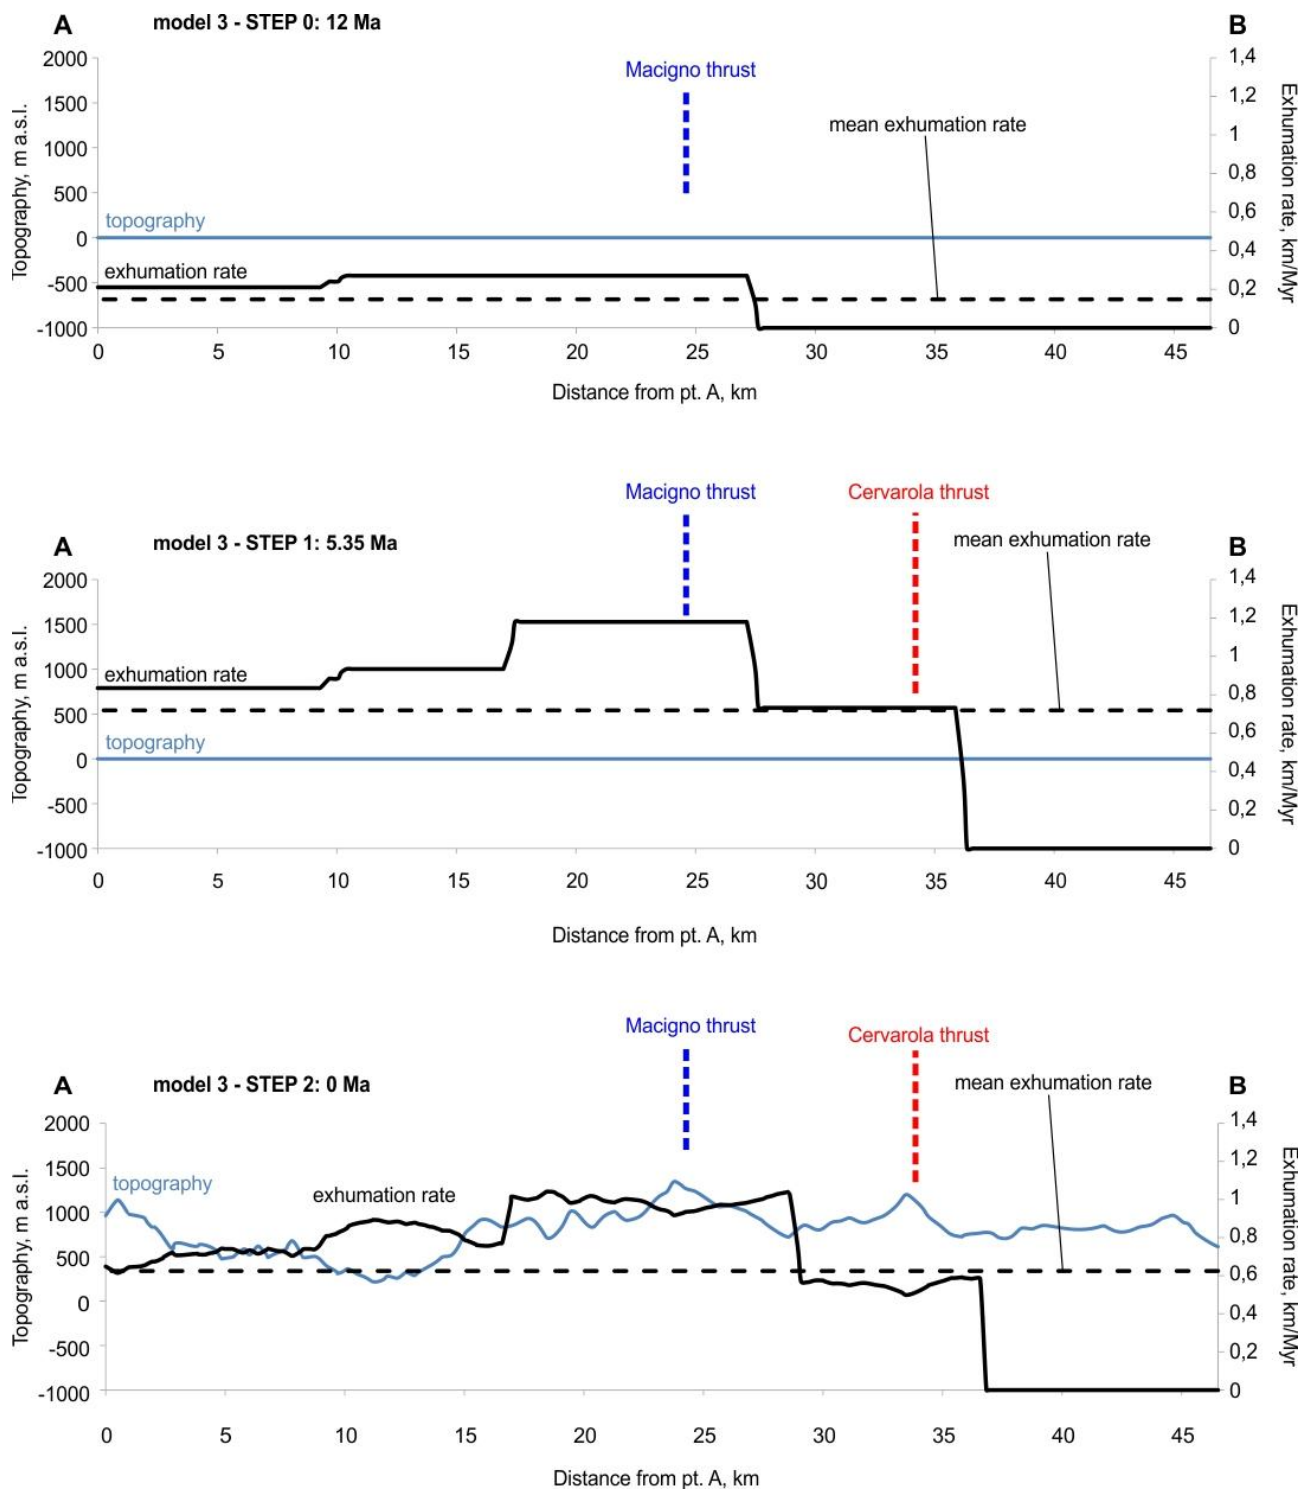 A model 3 - STEP 0: 12 Ma B
2000 1,4
Macigno thrust
1500 1,2
mean exhumation rate
1000 1
0,8
500
topography 0,6
0
0,4
exhumation rate
-500 0,2
-1000 0
Topography, m a.s.l.
Exhumation rate, km/Myr
0 5 10 15 20 25 30 35 40 45
Distance from pt. A, km
Macigno thrust Cervarola thrust
A model 3 - STEP 1: 5.35 Ma mean exhumation rate B
2000 1,4
1500 1,2
1000 1
exhumation rate
0,8
500
0,6
topography
0
0,4
-500 0,2
-1000 0
Topography, m a.s.l.
Exhumation rate, km/Myr
0 5 10 15 20 25 30 35 40 45
Distance from pt. A, km
Macigno thrust Cervarola thrust
A model 3 - STEP 2: 0 Ma mean exhumation rate B
2000 1,4
1500 1,2
topography exhumation rate
1000 1
0,8
500
0,6
0
0,4
-500 0,2
-1000 0
Topography, m a.s.l.
Exhumation rate, km/Myr
0 5 10 15 20 25 30 35 40 45
Distance from pt. A, km